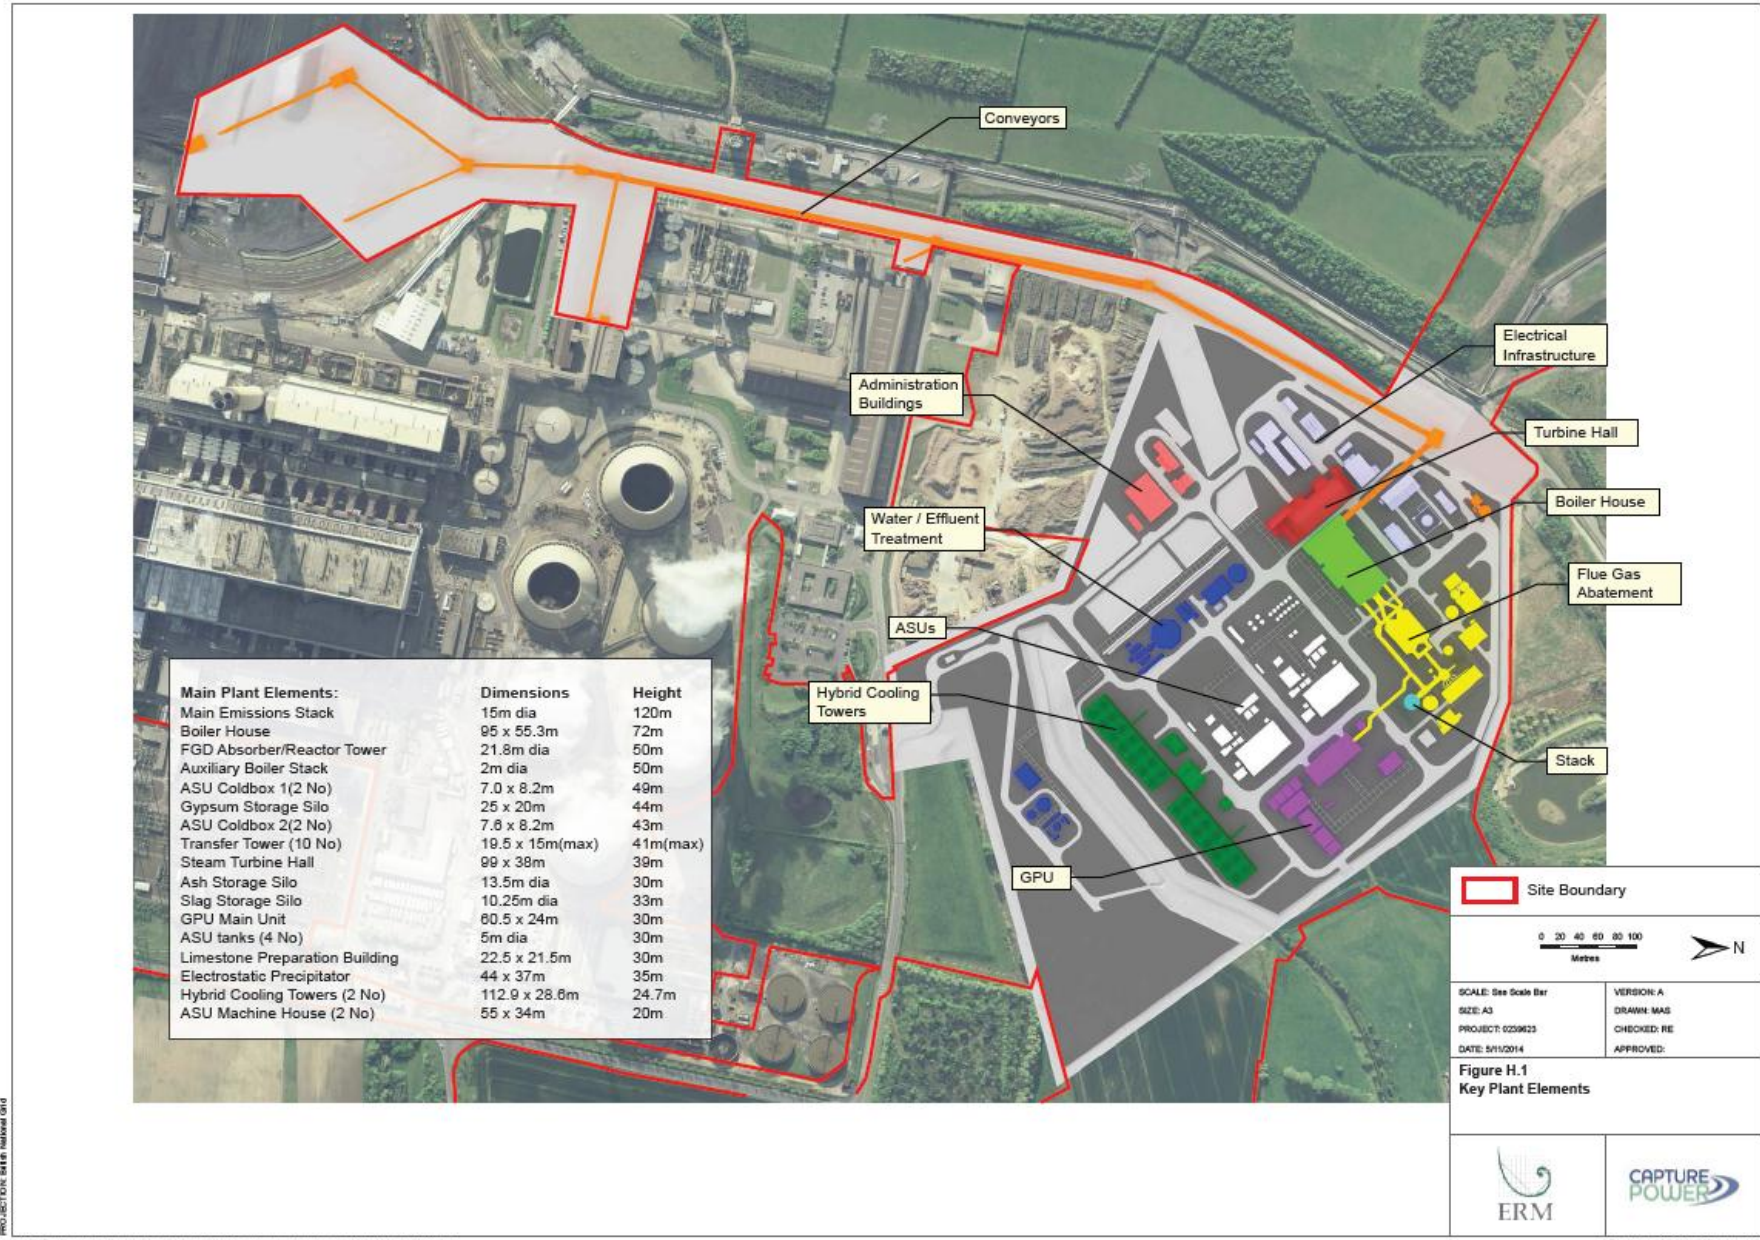 Conveyors
Electrical
Infrastructure
Administration
Buildings
Turbine Hall
Boiler House
Water / Effluent
Treatment
Flue Gas
Abatement
ASUs
Hybrid Cooling
Towers
Stack
GPU
Main Plant Elements: Dimensions Height
Main Emissions Stack 15m dia 120m
Boiler House 95 x 55.3m 72m
FGD Absorber/Reactor Tower 21.8m dia 50m
Auxiliary Boiler Stack 2m dia 50m
ASU Coldbox 1(2 No) 7.0 x 8.2m 49m
Gypsum Storage Silo 25 x 20m 44m
ASU Coldbox 2(2 No) 7.6 x 8.2m 43m
Transfer Tower (10 No) 19.5 x 15m(max) 41m(max)
Steam Turbine Hall 99 x 38m 39m
Ash Storage Silo 13.5m dia 30m
Slag Storage Silo 10.25m dia 33m
GPU Main Unit 60.5 x 24m 30m
ASU tanks (4 No) 5m dia 30m
Limestone Preparation Building 22.5 x 21.5m 30m
Electrostatic Precipitator 44 x 37m 35m
Hybrid Cooling Towers (2 No) 112.9 x 28.6m 24.7m
ASU Machine House (2 No) 55 x 34m 20m
Site Boundary
0 20 40 60 80 100
Metres
N
SCALE: See Scale Bar
VERSION: A
SIZE: A3
DRAWN: MAS
PROJECT: 0239623
CHECKED: RE
DATE: 5/11/2014
APPROVED:
Figure H.1
Key Plant Elements
ERM
CAPTURE
POWER
PROJECTION: British National Grid